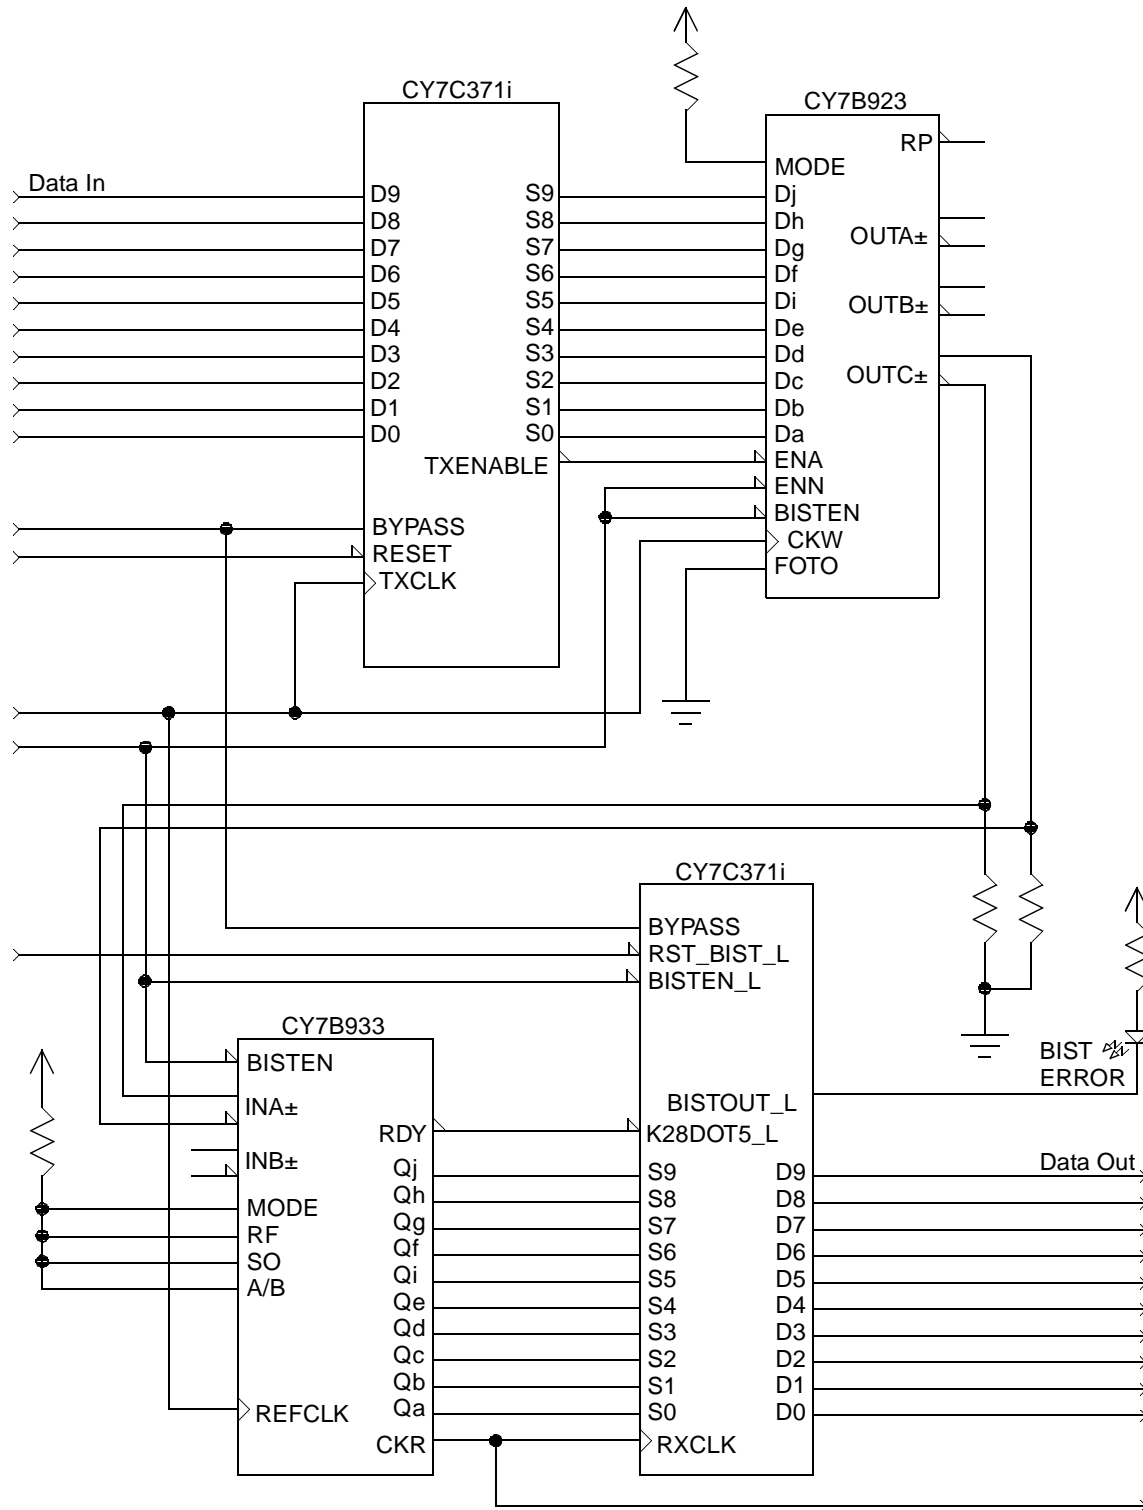 CY7C371i
Data In
D9
D8
D7
D6
D5
D4
D3
D2
D1
D0
BYPASS
RESET
TXCLK
S9
S8
S7
S6
S5
S4
S3
S2
S1
S0
TXENABLE
CY7B923
MODE
Dj
Dh
Dg
Df
Di
De
Dd
Dc
Db
Da
ENA
ENN
BISTEN
CKW
FOTO
RP
OUTA±
OUTB±
OUTC±
CY7B933
BISTEN
INA±
INB±
MODE
RF
SO
A/B
REFCLK
RDY
Qj
Qh
Qg
Qf
Qi
Qe
Qd
Qc
Qb
Qa
CKR
CY7C371i
BYPASS
RST_BIST_L
BISTEN_L
BISTOUT_L
K28DOT5_L
S9
S8
S7
S6
S5
S4
S3
S2
S1
S0
RXCLK
D9
D8
D7
D6
D5
D4
D3
D2
D1
D0
BIST
ERROR
Data Out